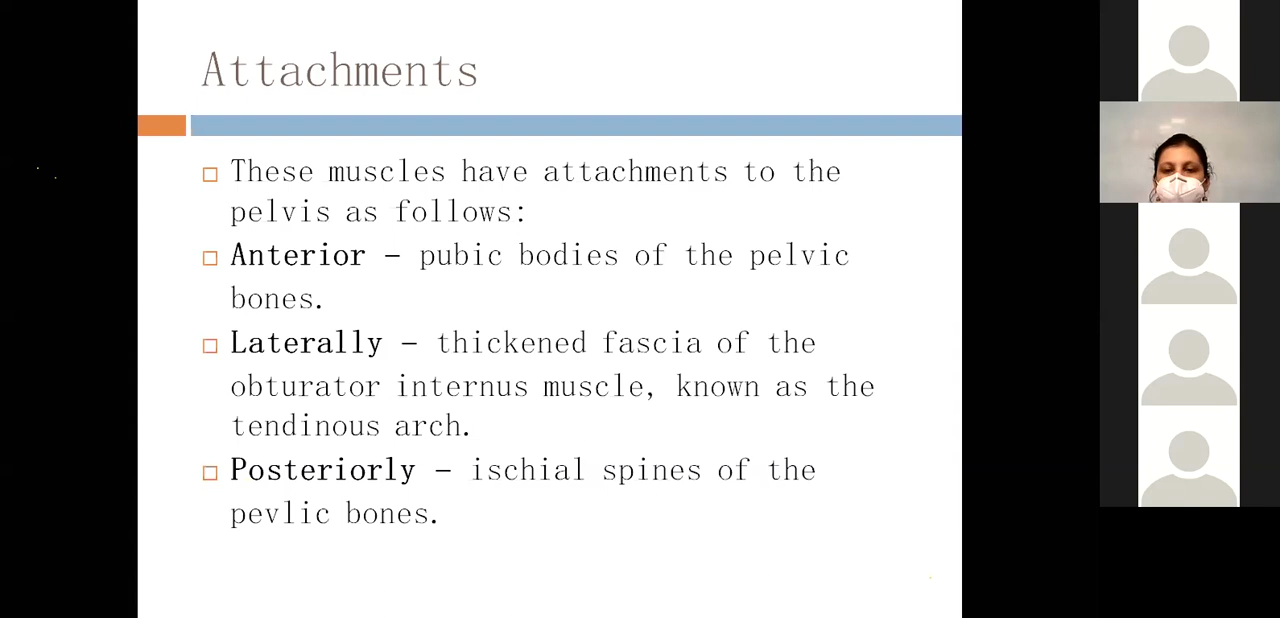 Attachments
These muscles have attachments to the
pelvis as follows:
Anterior – pubic bodies of the pelvic
bones.
Laterally – thickened fascia of the
obturator internus muscle, known as the
tendinous arch.
Posteriorly – ischial spines of the
pevlic bones.